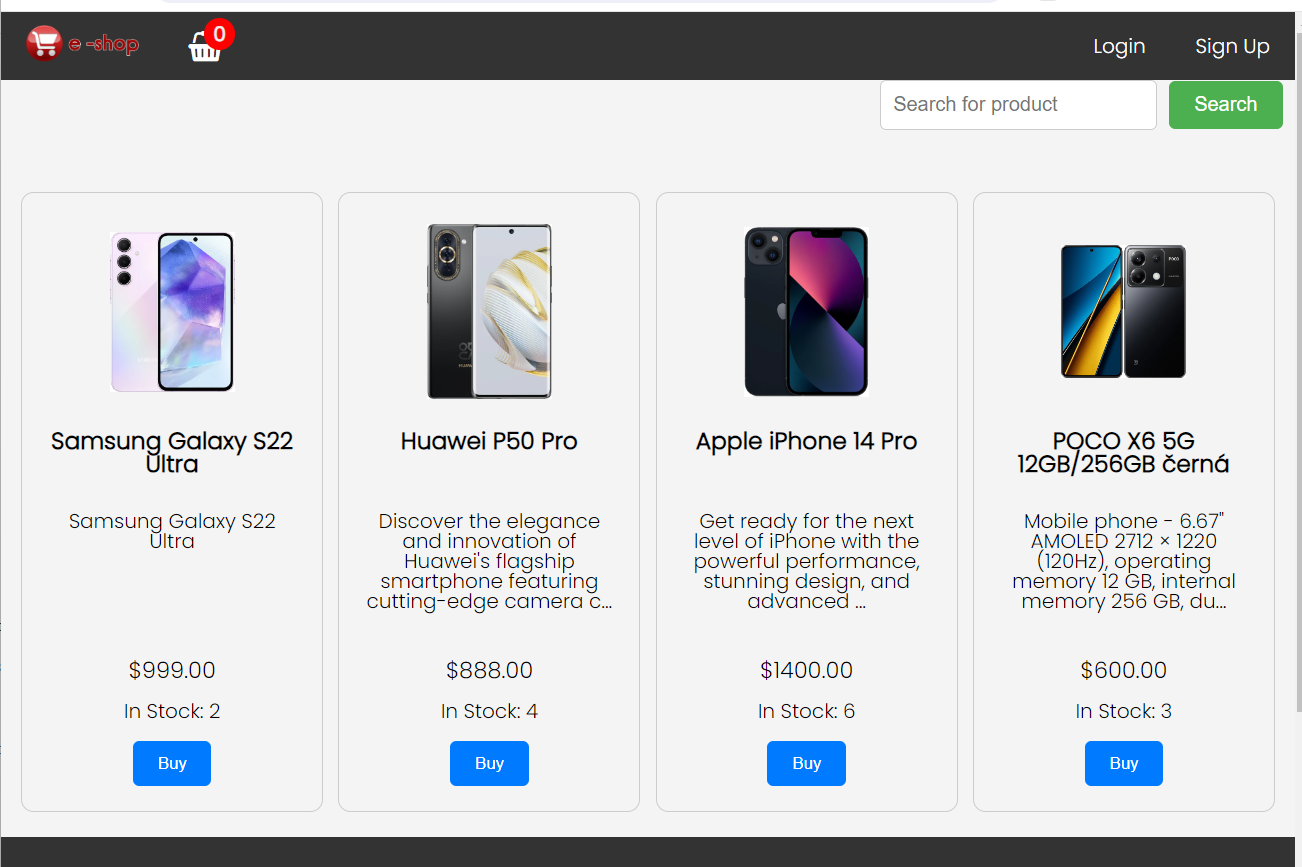 e -shop
0
Login
Sign Up
Search for product
Search
Samsung Galaxy S22
Ultra
Samsung Galaxy S22
Ultra
$999.00
In Stock: 2
Buy
Huawei P50 Pro
Discover the elegance
and innovation of
Huawei's flagship
smartphone featuring
cutting-edge camera c...
$888.00
In Stock: 4
Buy
Apple iPhone 14 Pro
Get ready for the next
level of iPhone with the
powerful performance,
stunning design, and
advanced ...
$1400.00
In Stock: 6
Buy
POCO
POCO X6 5G
12GB/256GB černá
Mobile phone - 6.67"
AMOLED 2712 × 1220
(120Hz), operating
memory 12 GB, internal
memory 256 GB, du...
$600.00
In Stock: 3
Buy